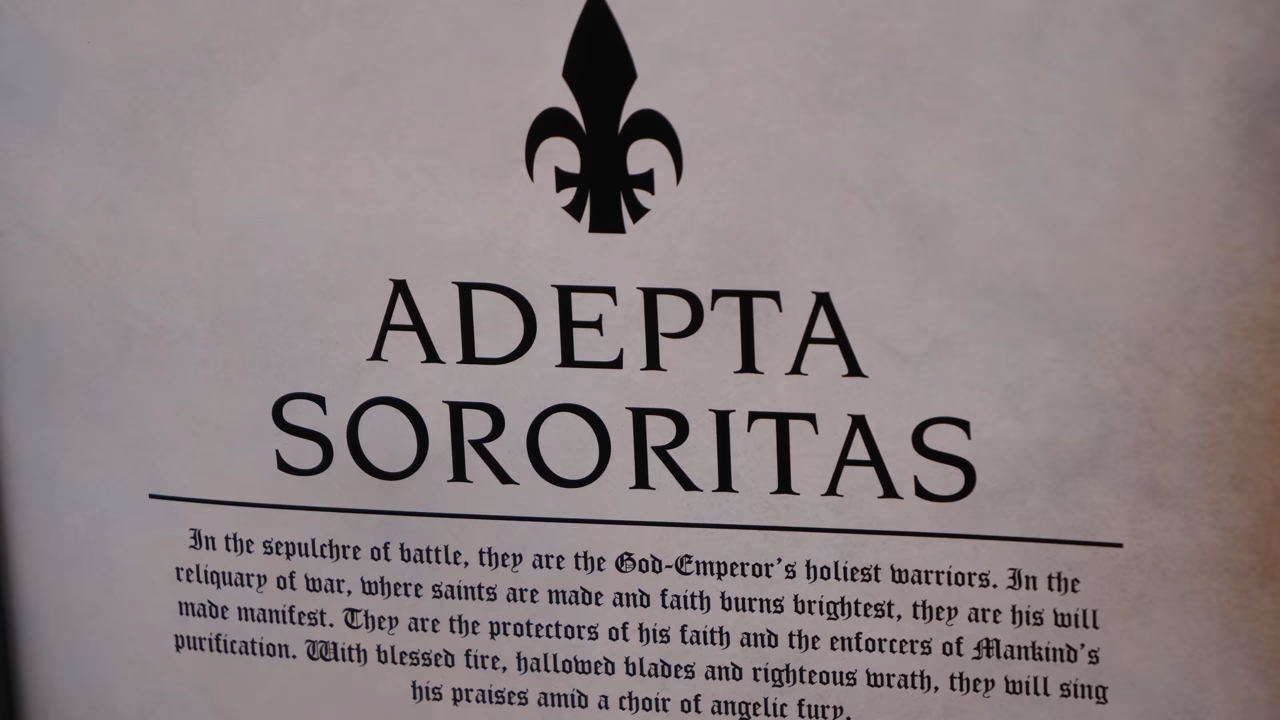 ADEPTA
SORORITAS
In the sepulchre of battle, they are the God-Emperor's holiest warriors. In the
reliquary of war, where saints are made and faith burns brightest, they are his will
made manifest. They are the protectors of his faith and the enforcers of Mankind's
purification. With blessed fire, hallowed blades and righteous wrath, they will sing
his praises amid a choir of angelic fury.